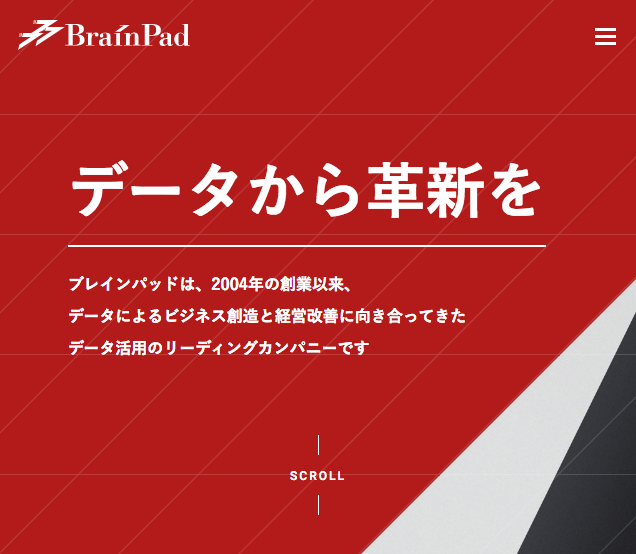 BrainPad
データから革新を
ブレインパッドは、2004年の創業以来、
データによるビジネス創造と経営改善に向き合ってきた
データ活用のリーディングカンパニーです
SCROLL